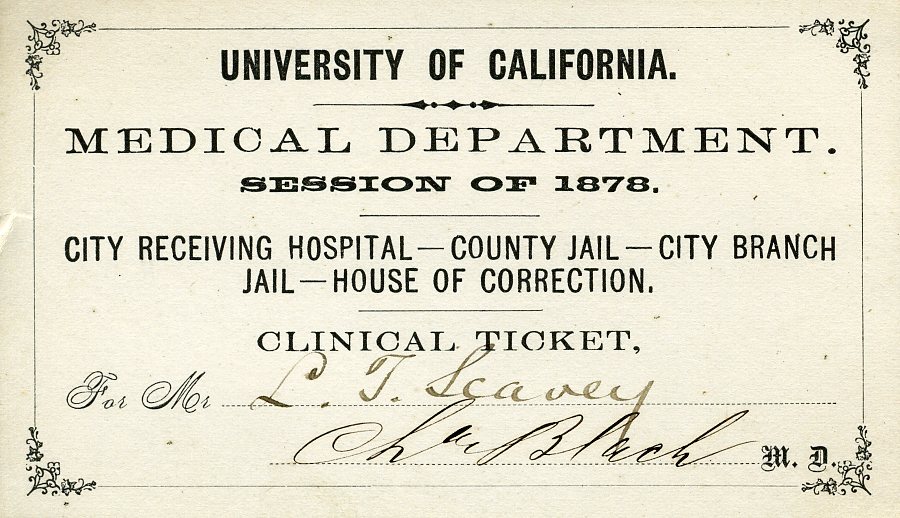 UNIVERSITY OF CALIFORNIA.
MEDICAL DEPARTMENT.
SESSION OF 1878.
CITY RECEIVING HOSPITAL—COUNTY JAIL—CITY BRANCH
JAIL—HOUSE OF CORRECTION.
CLINICAL TICKET,
For Mr L. T. Seavey
Blach M. D.